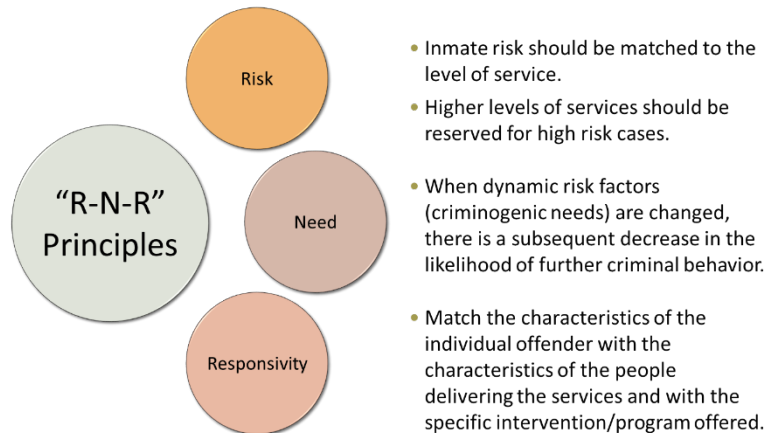 “R-N-R”
Principles
Risk
• Inmate risk should be matched to the
level of service.
• Higher levels of services should be
reserved for high risk cases.
Need
• When dynamic risk factors
(criminogenic needs) are changed,
there is a subsequent decrease in the
likelihood of further criminal behavior.
Responsivity
• Match the characteristics of the
individual offender with the
characteristics of the people
delivering the services and with the
specific intervention/program offered.